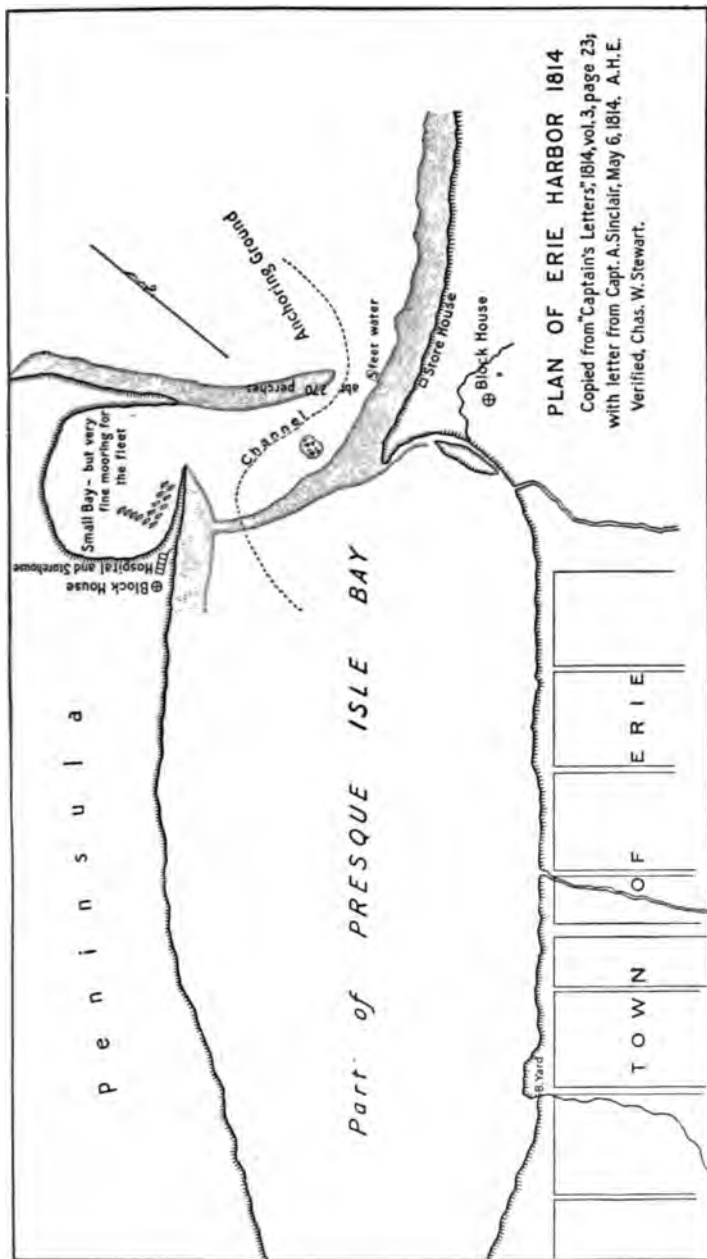 Peninsula
Block House
Hospital and Storehouse
Small Bay - but very
fine mooring for
the fleet
Channel
abt 270 perches
Anchoring Ground
5 feet water
Store House
Block House
Part of PRESQUE ISLE BAY
B. Yard
TOWN OF ERIE
PLAN OF ERIE HARBOR 1814
Copied from "Captain's Letters," 1814, vol. 3, page 23;
with letter from Capt. A. Sinclair, May 6, 1814. A.H.E.
Verified, Chas. W. Stewart.